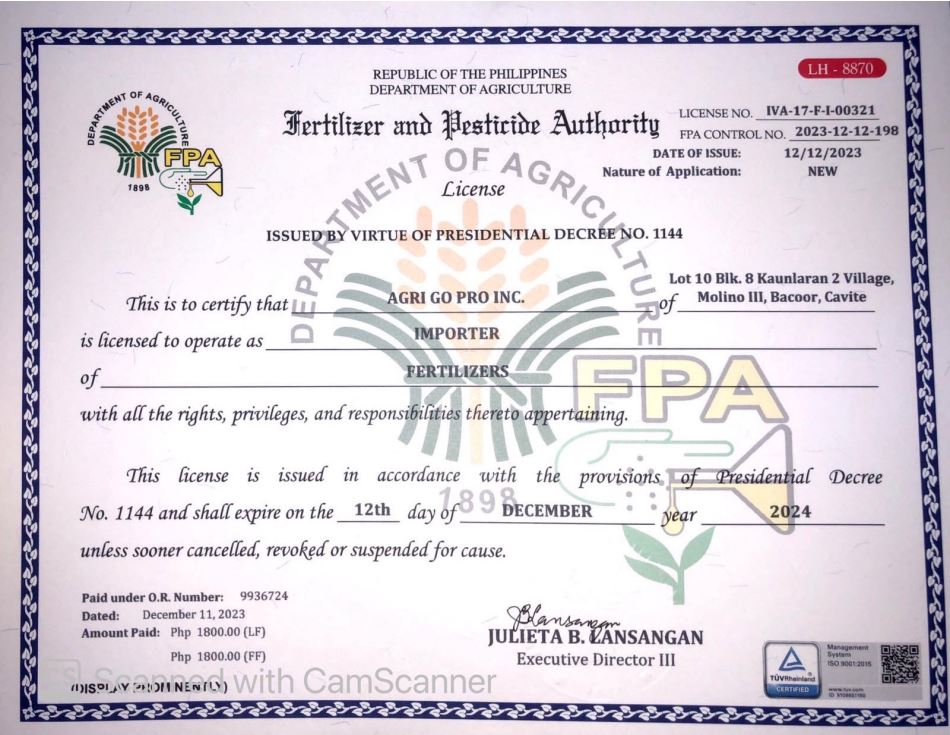 LH - 8870
REPUBLIC OF THE PHILIPPINES
DEPARTMENT OF AGRICULTURE
Fertilizer and Pesticide Authority
LICENSE NO. IVA-17-F-I-00321
FPA CONTROL NO. 2023-12-12-198
DATE OF ISSUE: 12/12/2023
Nature of Application: NEW
DEPARTMENT OF AGRICULTURE
FPA
1898
License
ISSUED BY VIRTUE OF PRESIDENTIAL DECREE NO. 1144
DEPARTMENT OF AGRICULTURE
FPA
1898
Lot 10 Blk. 8 Kaunlaran 2 Village,
This is to certify that AGRI GO PRO INC. of Molino III, Bacoor, Cavite
is licensed to operate as IMPORTER
of FERTILIZERS
with all the rights, privileges, and responsibilities thereto appertaining.
This license is issued in accordance with the provisions of Presidential Decree
No. 1144 and shall expire on the 12th day of DECEMBER year 2024
unless sooner cancelled, revoked or suspended for cause.
Paid under O.R. Number: 9936724
Dated: December 11, 2023
Amount Paid: Php 1800.00 (LF)
Php 1800.00 (FF)
(DISPLAY PROMINENTLY)
JBLansangan
JULIETA B. LANSANGAN
Executive Director III
TÜVRheinland
CERTIFIED
Management
System
ISO 9001:2015
www.tuv.com
Scanned with CamScanner